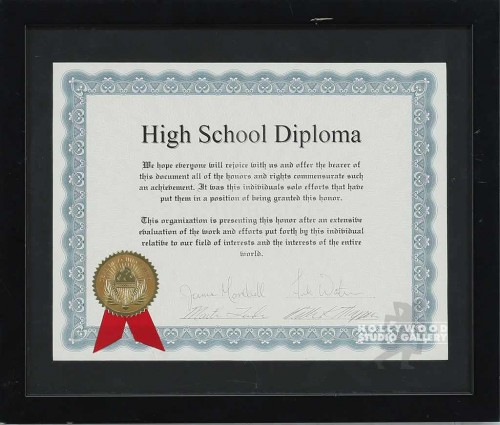 High School Diploma
We hope everyone will rejoice with us and offer the bearer of
this document all of the honors and rights commensurate such
an achievement. It was this individuals solo efforts that have
put them in a position of being granted this honor.
This organization is presenting this honor after an extensive
evaluation of the work and efforts put forth by this individual
relative to our field of interests and the interests of the entire
world.
HOLLYWOOD
STUDIO GALLERY